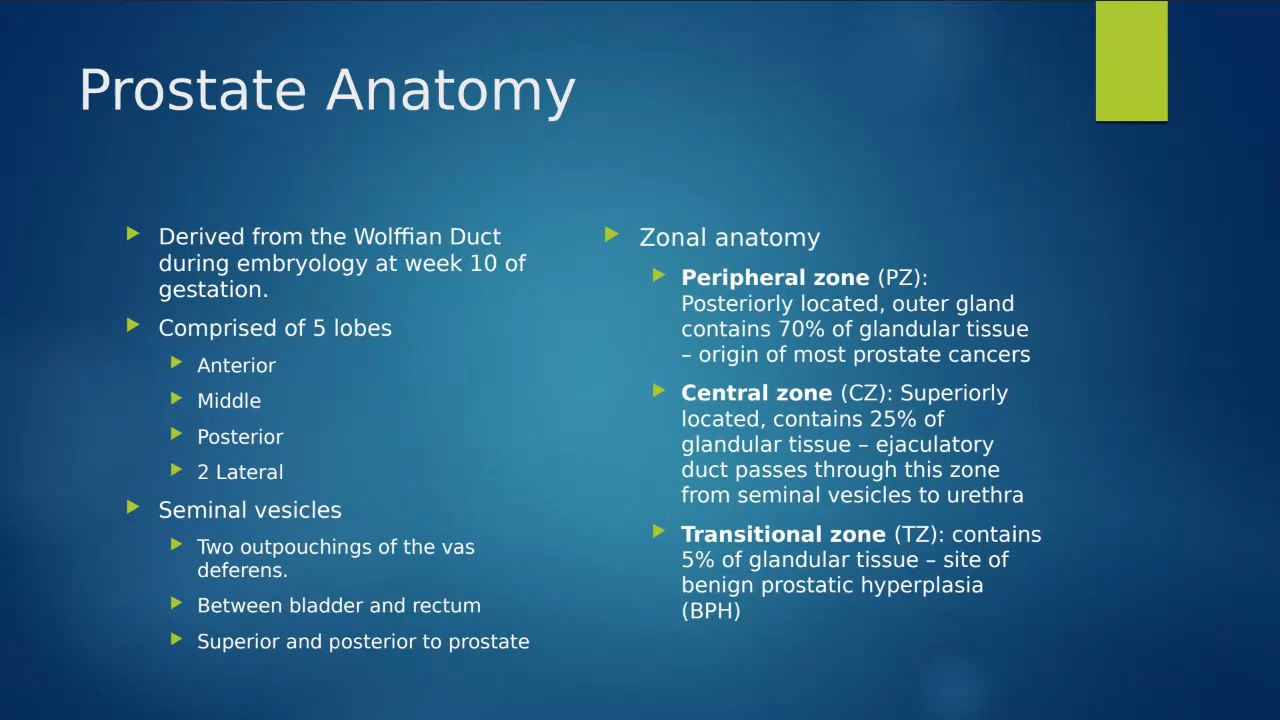 Prostate Anatomy
Derived from the Wolffian Duct
during embryology at week 10 of
gestation.
Comprised of 5 lobes
Anterior
Middle
Posterior
2 Lateral
Seminal vesicles
Two outpouchings of the vas
deferens.
Between bladder and rectum
Superior and posterior to prostate
Zonal anatomy
Peripheral zone (PZ):
Posteriorly located, outer gland
contains 70% of glandular tissue
– origin of most prostate cancers
Central zone (CZ): Superiorly
located, contains 25% of
glandular tissue – ejaculatory
duct passes through this zone
from seminal vesicles to urethra
Transitional zone (TZ): contains
5% of glandular tissue – site of
benign prostatic hyperplasia
(BPH)